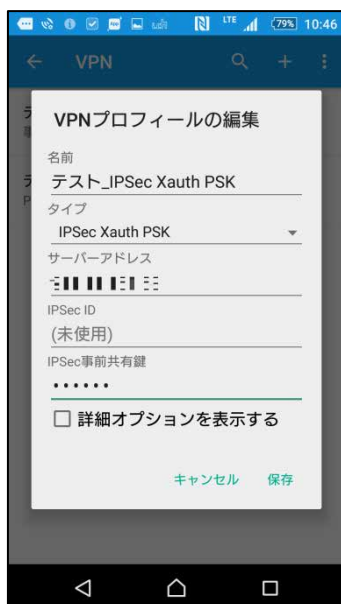 LTE 79% 10:46
VPN
VPNプロフィールの編集
名前
テスト_IPSec Xauth PSK
タイプ
IPSec Xauth PSK
サーバーアドレス
IPSec ID
(未使用)
IPSec事前共有鍵
••••••
詳細オプションを表示する
キャンセル 保存